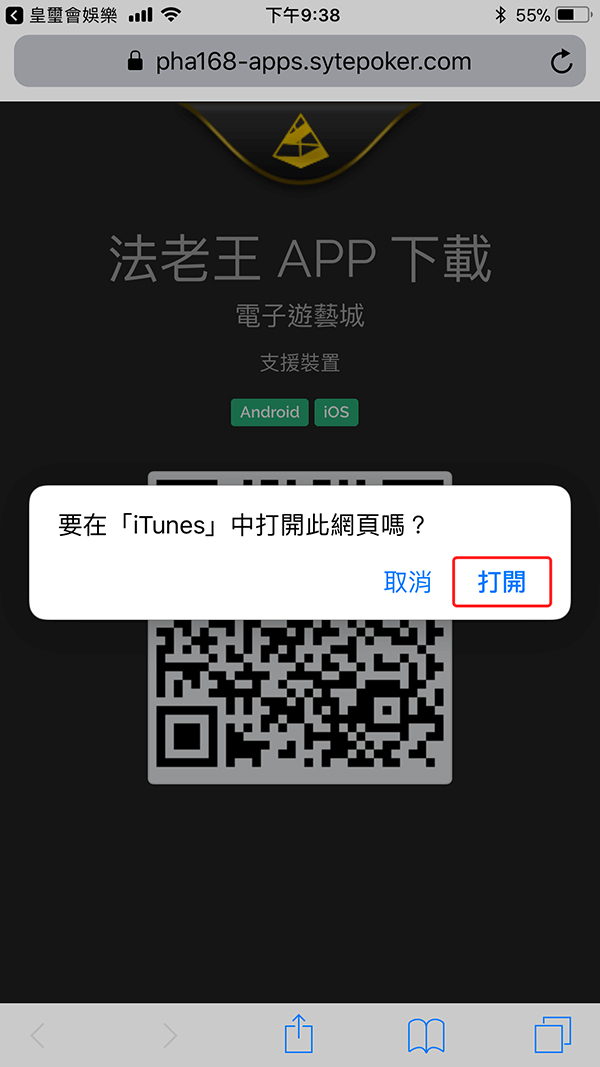 皇璽會娛樂 下午9:38 55%
pha168-apps.sytepoker.com
法老王 APP 下載
電子遊藝城
支援裝置
Android iOS
要在「iTunes」中打開此網頁嗎？
取消 打開